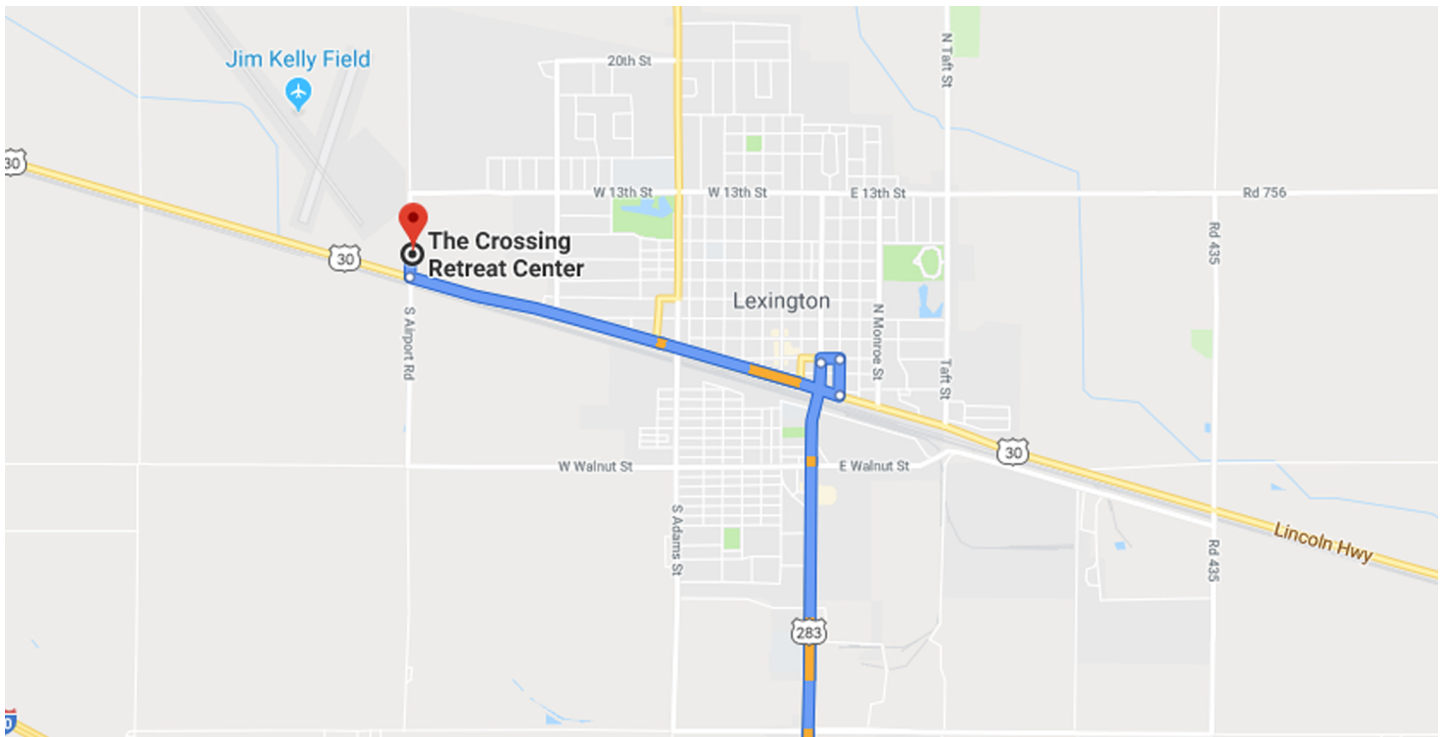 Jim Kelly Field
20th St
N Taft St
30
W 13th St
W 13th St
E 13th St
Rd 756
Rd 435
The Crossing
Retreat Center
30
Lexington
S Airport Rd
N Monroe St
Taft St
30
W Walnut St
E Walnut St
S Adams St
Lincoln Hwy
Rd 435
283
0